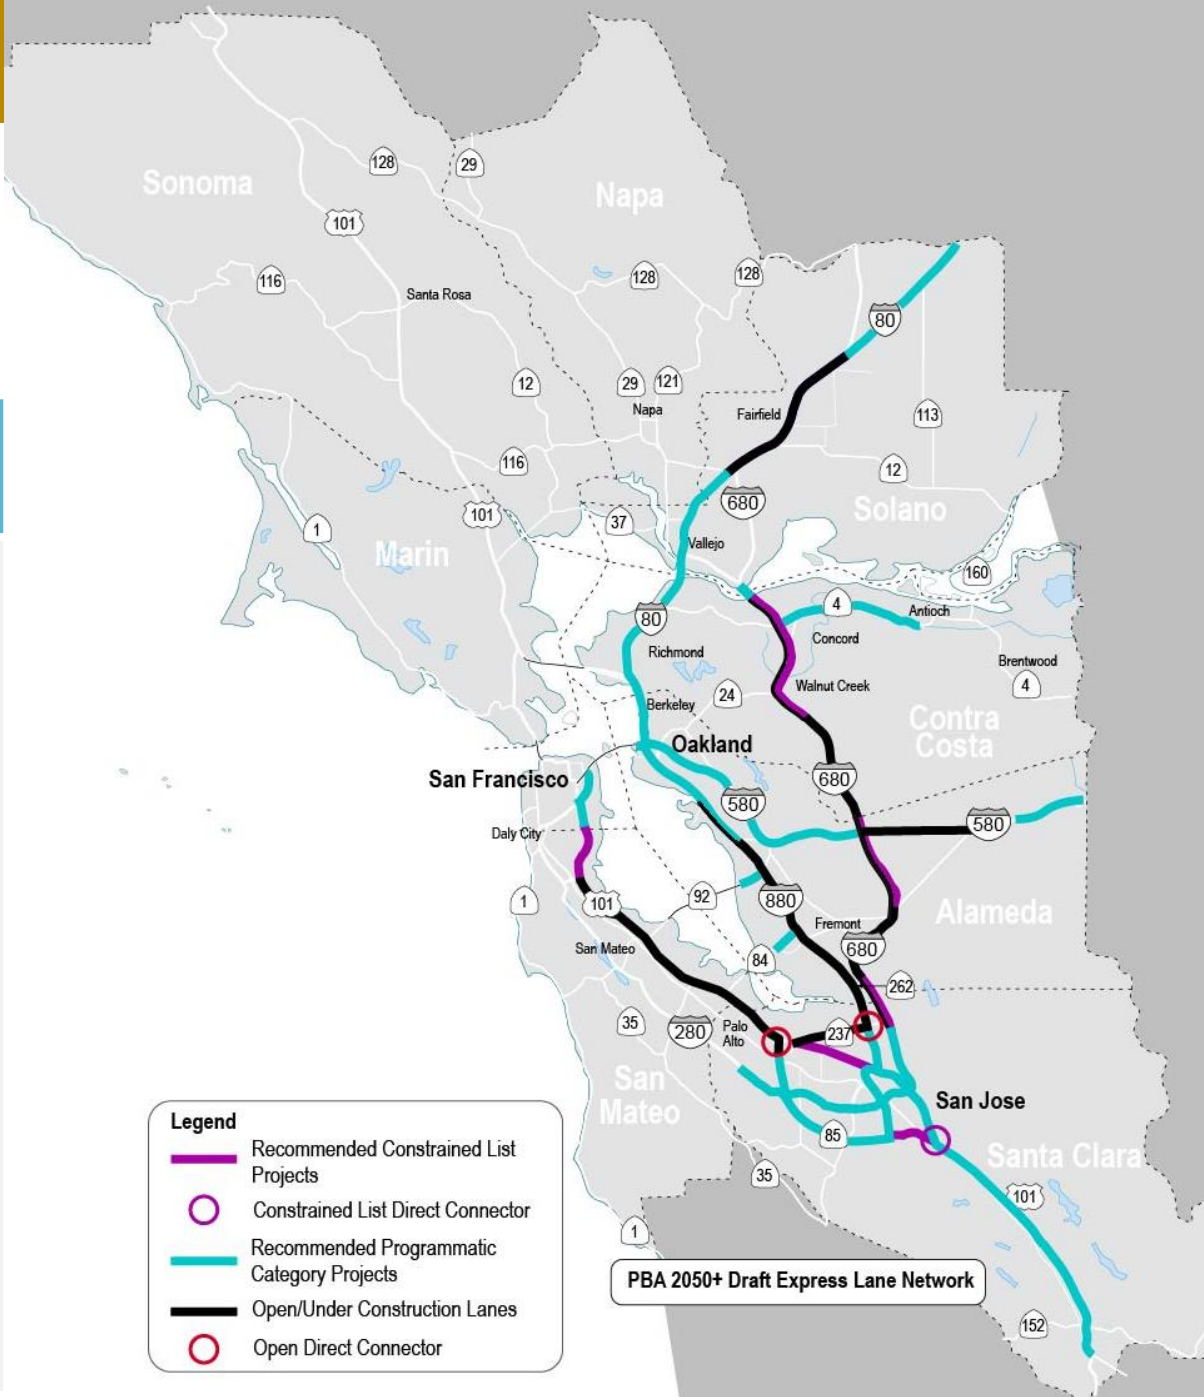 128
29
Sonoma
Napa
101
116
128
128
Santa Rosa
80
12
29
121
Napa
Fairfield
113
116
12
680
Solano
101
37
1
Vallejo
Marin
160
4
Antioch
80
Concord
Richmond
Brentwood
Walnut Creek
4
24
Berkeley
Contra
Costa
Oakland
San Francisco
680
580
580
Daly City
1
101
92
880
Alameda
Fremont
San Mateo
680
84
262
35
280
Palo
Alto
237
San
Mateo
San Jose
85
Santa Clara
35
101
1
152
Legend
Recommended Constrained List
Projects
Constrained List Direct Connector
Recommended Programmatic
Category Projects
Open/Under Construction Lanes
Open Direct Connector
PBA 2050+ Draft Express Lane Network